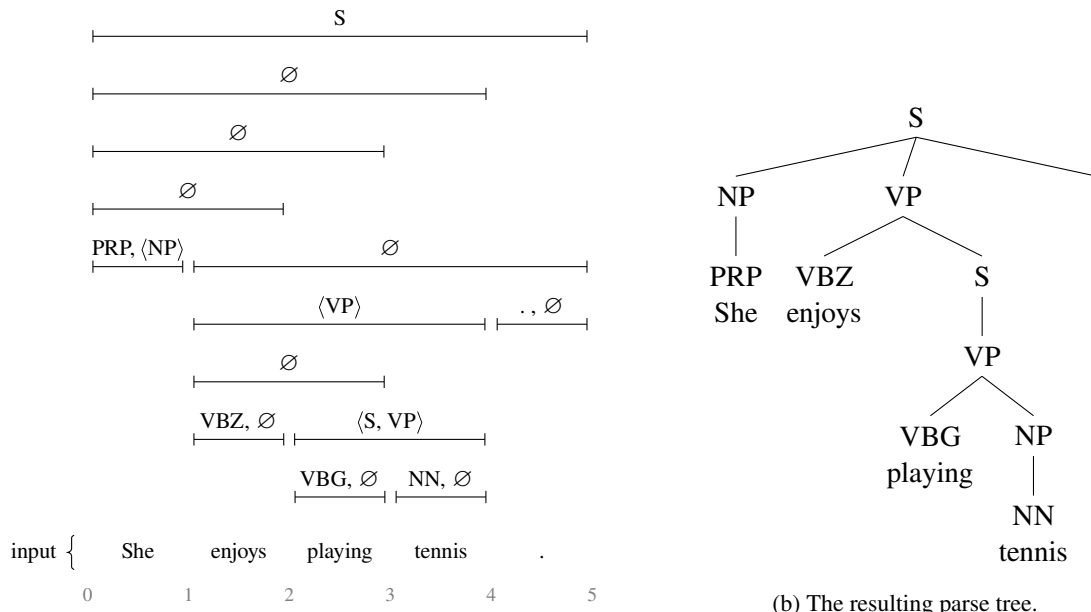 S
∅
∅
∅
PRP, ⟨NP⟩ ∅
⟨VP⟩ . , ∅
∅
VBZ, ∅ ⟨S, VP⟩
VBG, ∅ NN, ∅
input { She enjoys playing tennis .
0 1 2 3 4 5
S
NP VP
PRP VBZ S
She enjoys
VP
VBG NP
playing
NN
tennis
(b) The resulting parse tree.